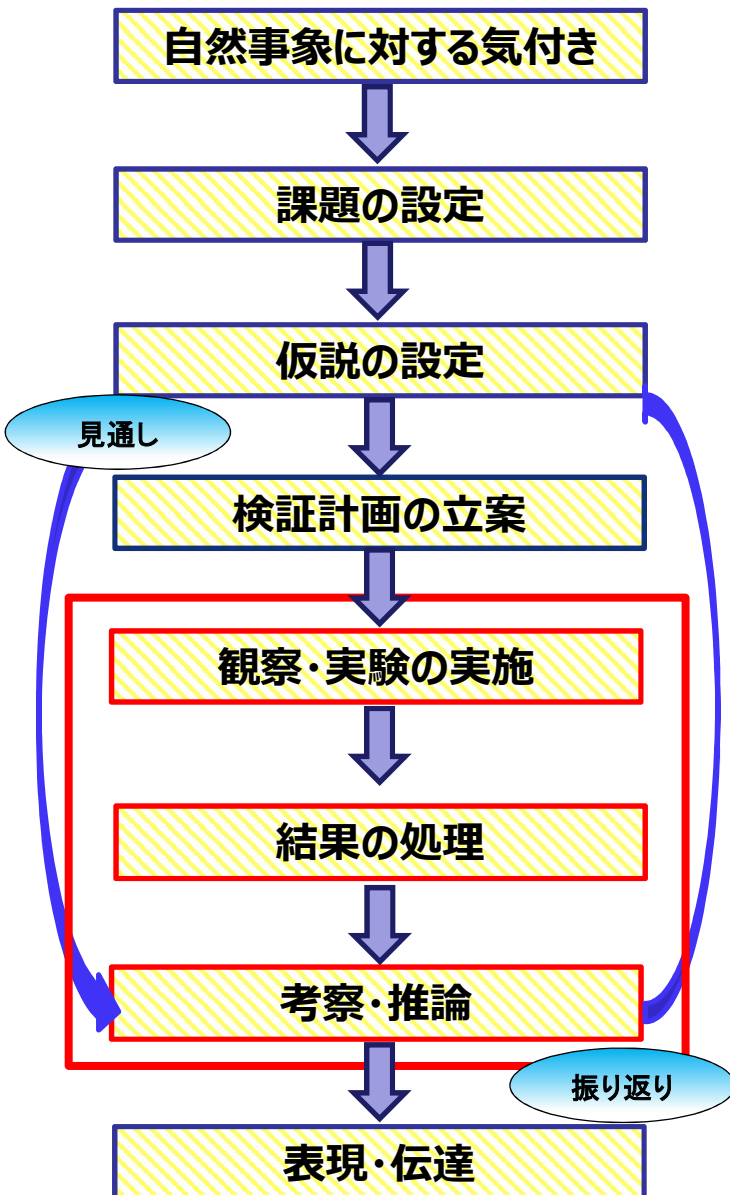 自然事象に対する気付き
課題の設定
仮説の設定
見通し
検証計画の立案
観察・実験の実施
結果の処理
考察・推論
振り返り
表現・伝達